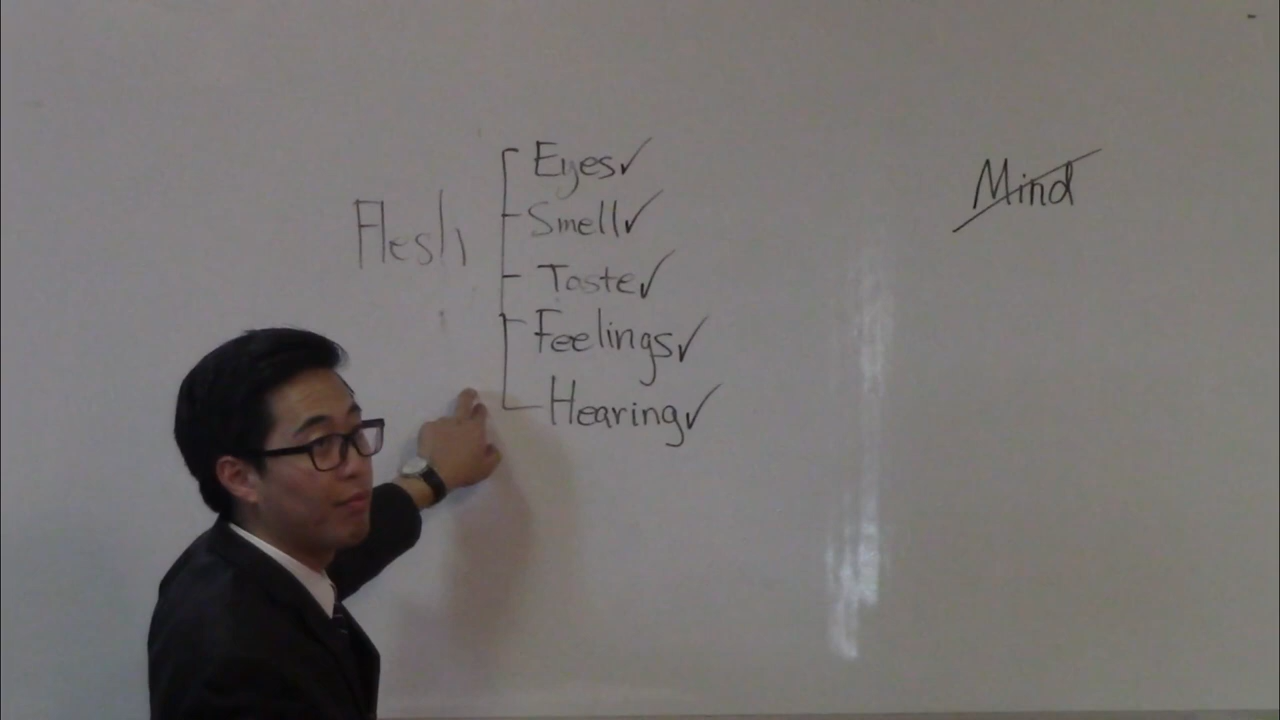 Flesh
Eyes✓
Smell✓
Taste✓
Feelings✓
Hearing✓
Mind